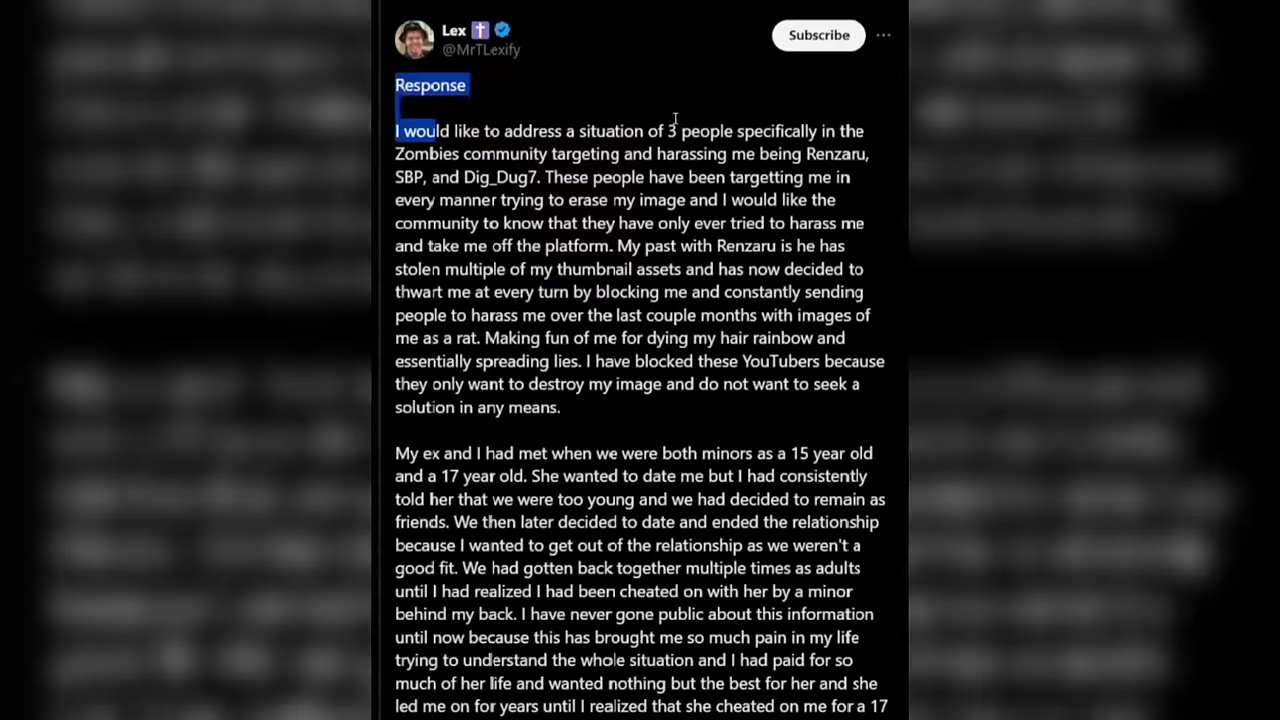 Lex
@MrTLexify
Subscribe
Response
I would like to address a situation of 3 people specifically in the
Zombies community targeting and harassing me being Renzaru,
SBP, and Dig_Dug7. These people have been targetting me in
every manner trying to erase my image and I would like the
community to know that they have only ever tried to harass me
and take me off the platform. My past with Renzaru is he has
stolen multiple of my thumbnail assets and has now decided to
thwart me at every turn by blocking me and constantly sending
people to harass me over the last couple months with images of
me as a rat. Making fun of me for dying my hair rainbow and
essentially spreading lies. I have blocked these YouTubers because
they only want to destroy my image and do not want to seek a
solution in any means.
My ex and I had met when we were both minors as a 15 year old
and a 17 year old. She wanted to date me but I had consistently
told her that we were too young and we had decided to remain as
friends. We then later decided to date and ended the relationship
because I wanted to get out of the relationship as we weren't a
good fit. We had gotten back together multiple times as adults
until I had realized I had been cheated on with her by a minor
behind my back. I have never gone public about this information
until now because this has brought me so much pain in my life
trying to understand the whole situation and I had paid for so
much of her life and wanted nothing but the best for her and she
led me on for years until I realized that she cheated on me for a 17